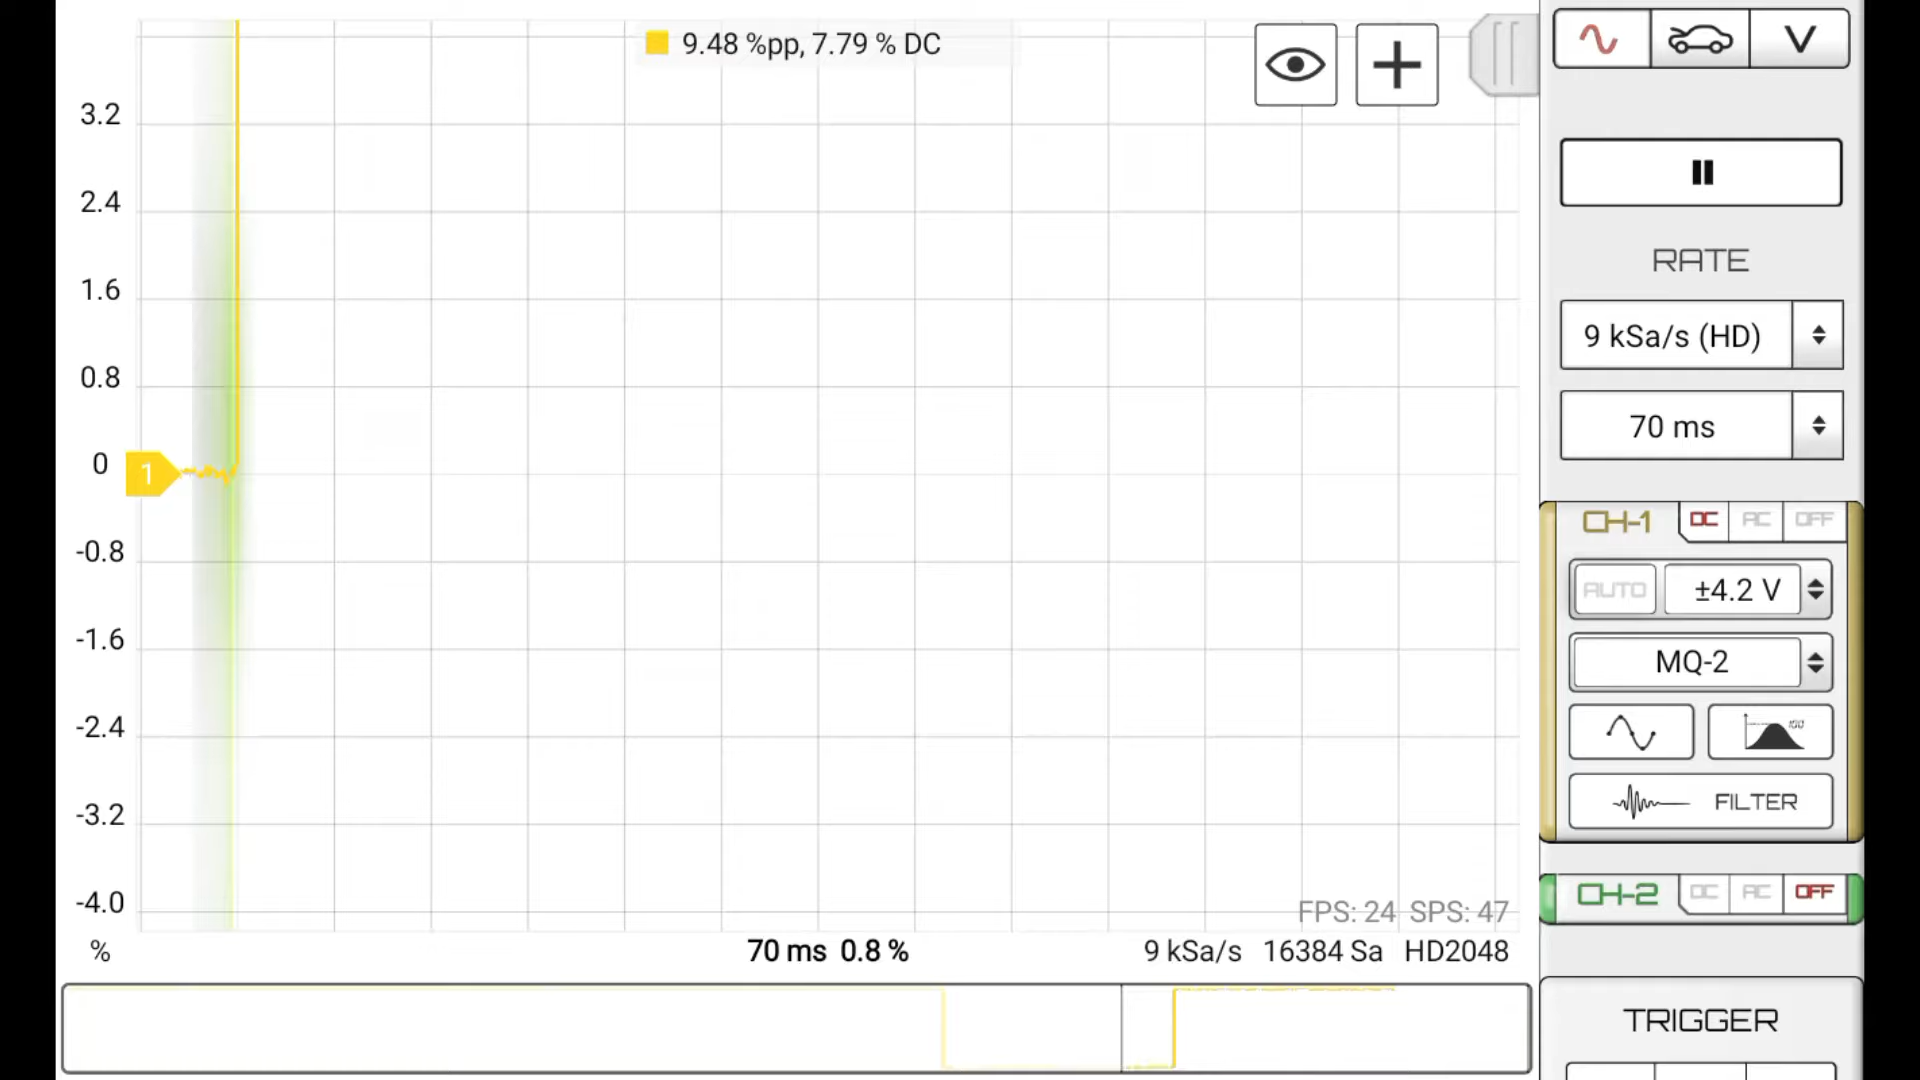 9.48 %pp, 7.79 % DC
V
3.2
2.4
1.6
0.8
0
-0.8
-1.6
-2.4
-3.2
-4.0
1
FPS: 24 SPS: 47
%
70 ms 0.8 %
9 kSa/s 16384 Sa HD2048
RATE
9 kSa/s (HD)
70 ms
CH-1 DC AC OFF
AUTO ±4.2 V
MQ-2
FILTER
CH-2 DC AC OFF
TRIGGER